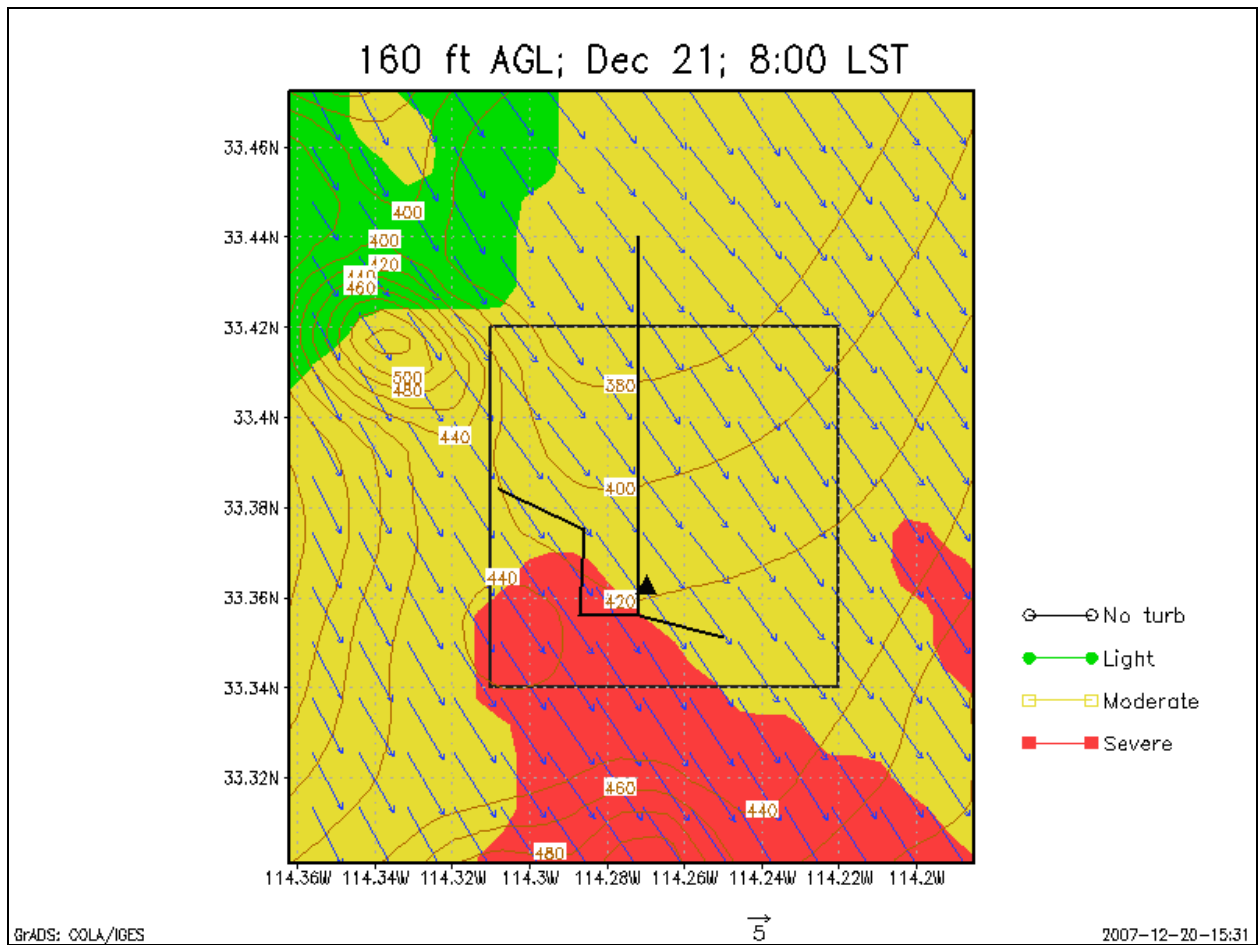 160 ft AGL; Dec 21; 8:00 LST
33.46N
33.44N
33.42N
33.4N
33.38N
33.36N
33.34N
33.32N
400
400
420
440
460
500
480
440
380
400
440
420
460
440
480
114.36W 114.34W 114.32W 114.3W 114.28W 114.26W 114.24W 114.22W 114.2W
No turb
Light
Moderate
Severe
5
GrADS: COLA/IGES
2007-12-20-15:31